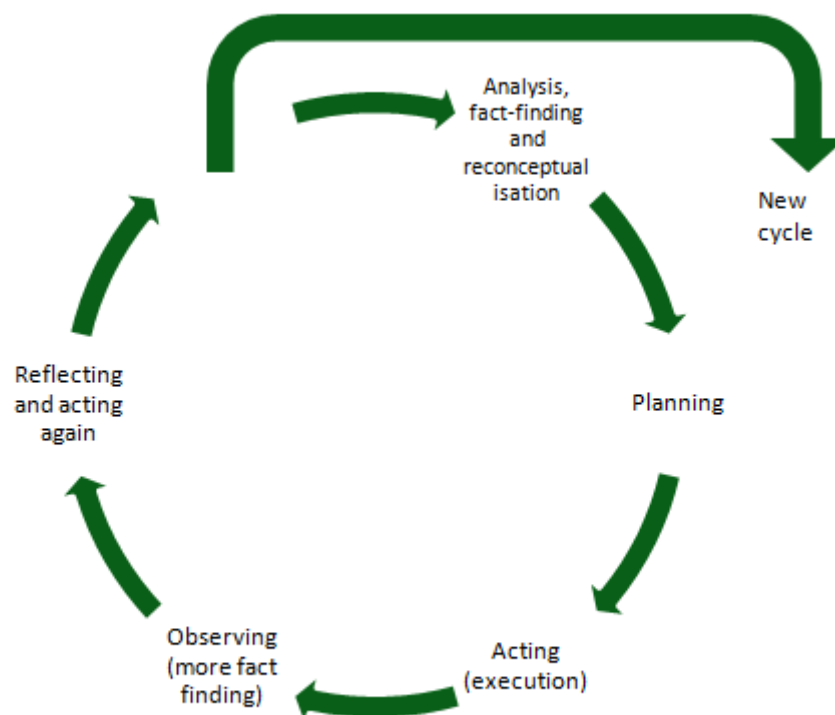 Analysis,
fact-finding
and
reconceptual
isation
New
cycle
Planning
Acting
(execution)
Observing
(more fact
finding)
Reflecting
and acting
again